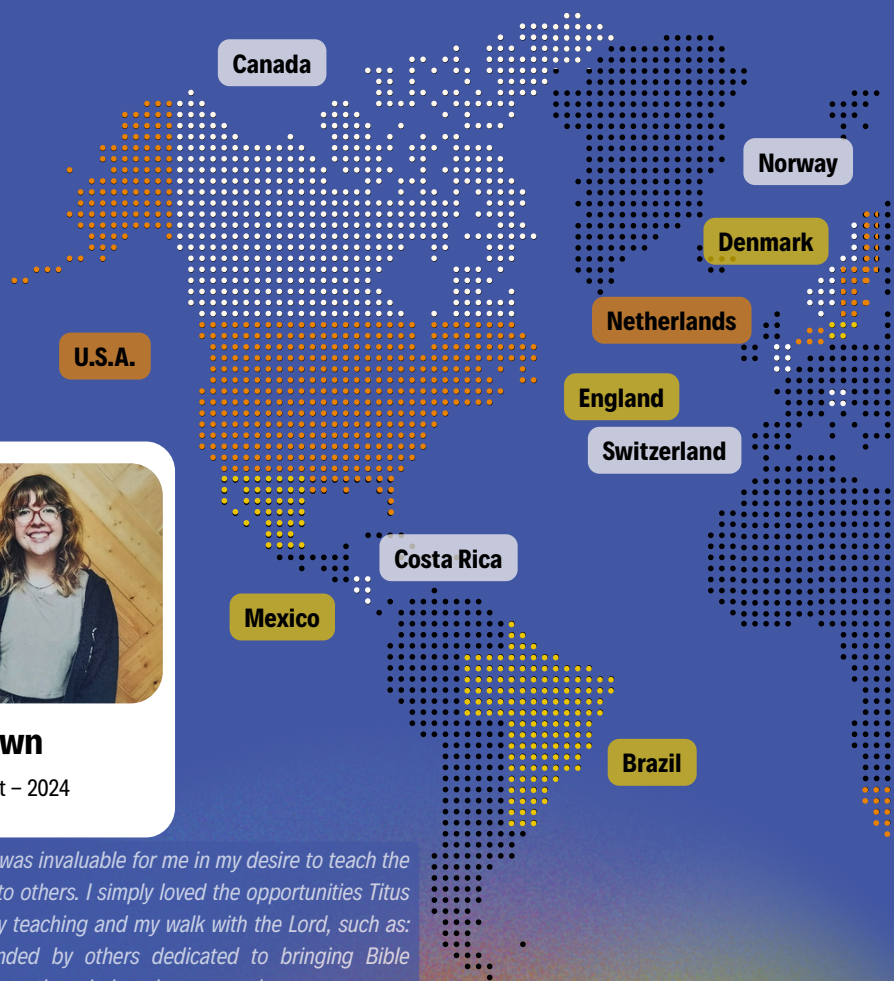 Canada
Norway
Denmark
Netherlands
U.S.A.
England
Switzerland
Costa Rica
Mexico
wn
t – 2024
Brazil
was invaluable for me in my desire to teach the
to others. I simply loved the opportunities Titus
y teaching and my walk with the Lord, such as:
nded by others dedicated to bringing Bible